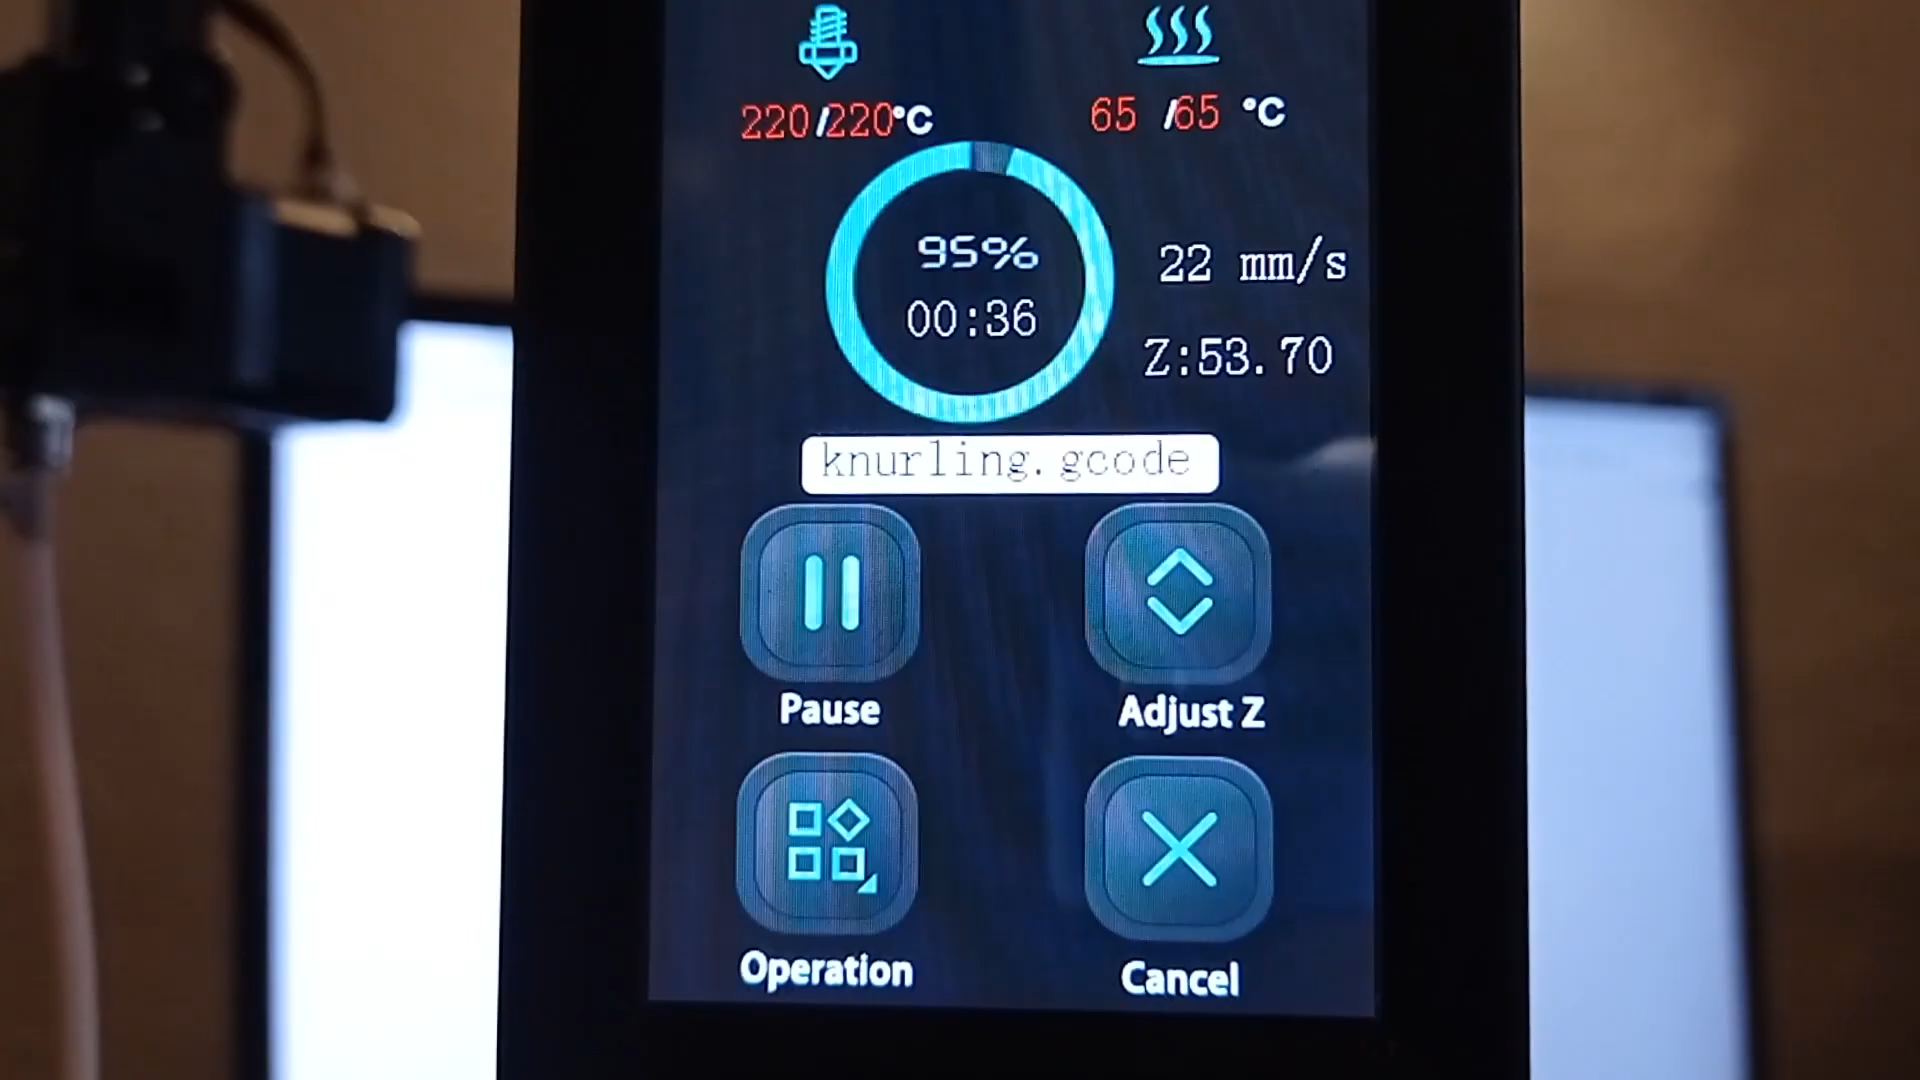 220/220°C
65 /65 °C
95%
00:36
22 mm/s
Z:53.70
knurling.gcode
Pause
Adjust Z
Operation
Cancel